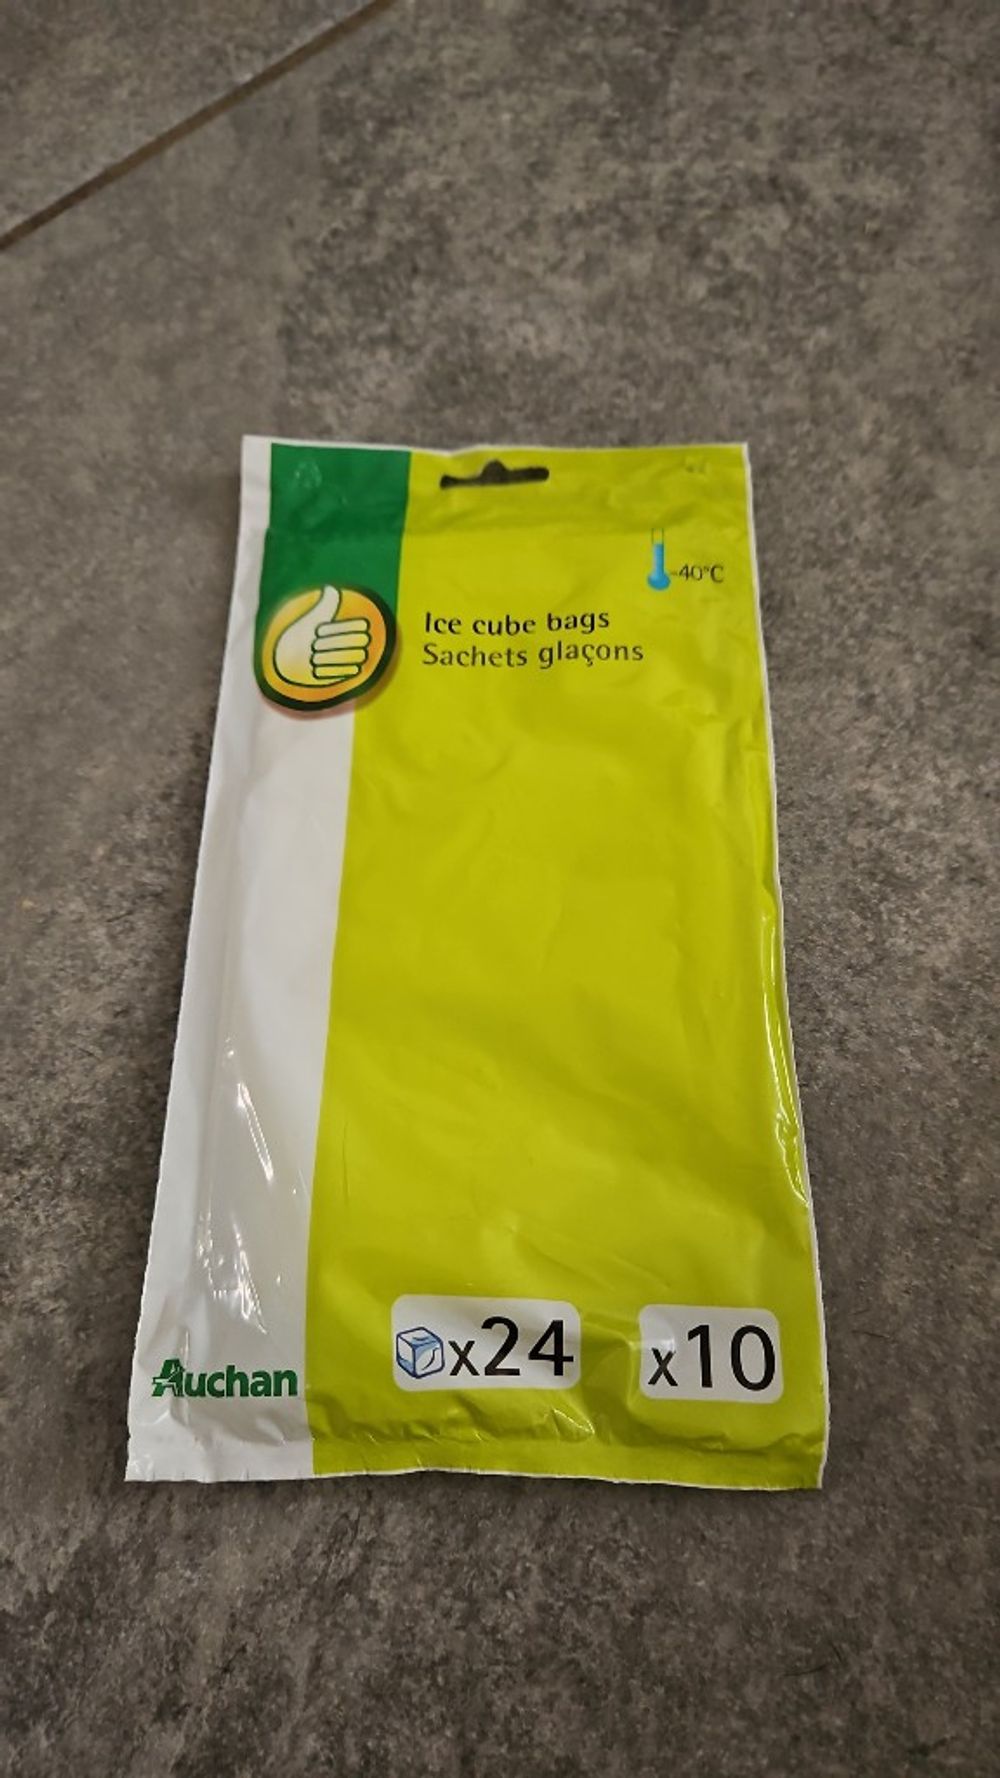 -40°C
Ice cube bags
Sachets glaçons
x24
x10
Auchan